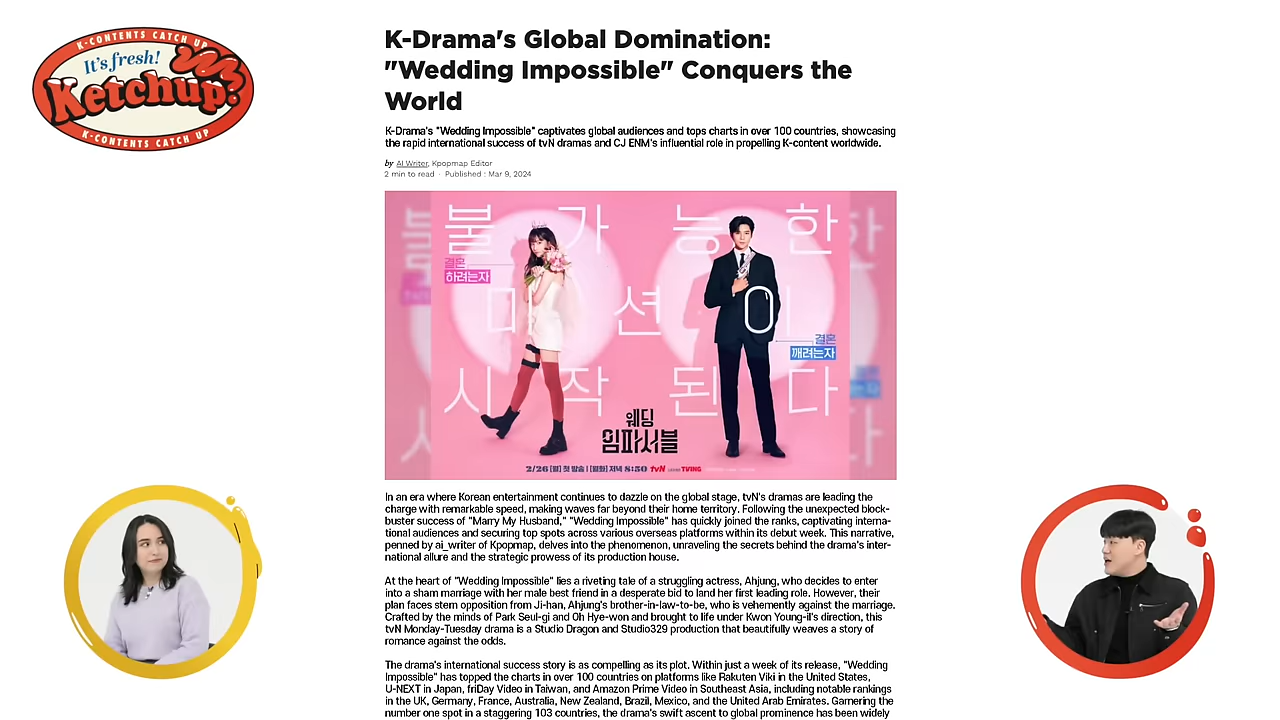 K-CONTENTS CATCH UP
It's fresh!
Ketchup?
K-CONTENTS CATCH UP
K-Drama's Global Domination:
"Wedding Impossible" Conquers the
World
K-Drama's "Wedding Impossible" captivates global audiences and tops charts in over 100 countries, showcasing
the rapid international success of tvN dramas and CJ ENM's influential role in propelling K-content worldwide.
by AI Writer, Kpopmap Editor
2 min to read · Published : Mar 9, 2024
불가능한
결혼
하려는자
미션이
결혼
깨려는자
시작된다
웨딩
임파서블
2/26 [월] 첫 방송 | [월화] 저녁 8:50 tvN TVING
In an era where Korean entertainment continues to dazzle on the global stage, tvN's dramas are leading the
charge with remarkable speed, making waves far beyond their home territory. Following the unexpected block-
buster success of "Marry My Husband," "Wedding Impossible" has quickly joined the ranks, captivating interna-
tional audiences and securing top spots across various overseas platforms within its debut week. This narrative,
penned by ai_writer of Kpopmap, delves into the phenomenon, unraveling the secrets behind the drama's inter-
national allure and the strategic prowess of its production house.
At the heart of "Wedding Impossible" lies a riveting tale of a struggling actress, Ahjung, who decides to enter
into a sham marriage with her male best friend in a desperate bid to land her first leading role. However, their
plan faces stern opposition from Ji-han, Ahjung's brother-in-law-to-be, who is vehemently against the marriage.
Crafted by the minds of Park Seul-gi and Oh Hye-won and brought to life under Kwon Young-il's direction, this
tvN Monday-Tuesday drama is a Studio Dragon and Studio329 production that beautifully weaves a story of
romance against the odds.
The drama's international success story is as compelling as its plot. Within just a week of its release, "Wedding
Impossible" has topped the charts in over 100 countries on platforms like Rakuten Viki in the United States,
U-NEXT in Japan, friDay Video in Taiwan, and Amazon Prime Video in Southeast Asia, including notable rankings
in the UK, Germany, France, Australia, New Zealand, Brazil, Mexico, and the United Arab Emirates. Garnering the
number one spot in a staggering 103 countries, the drama's swift ascent to global prominence has been widely